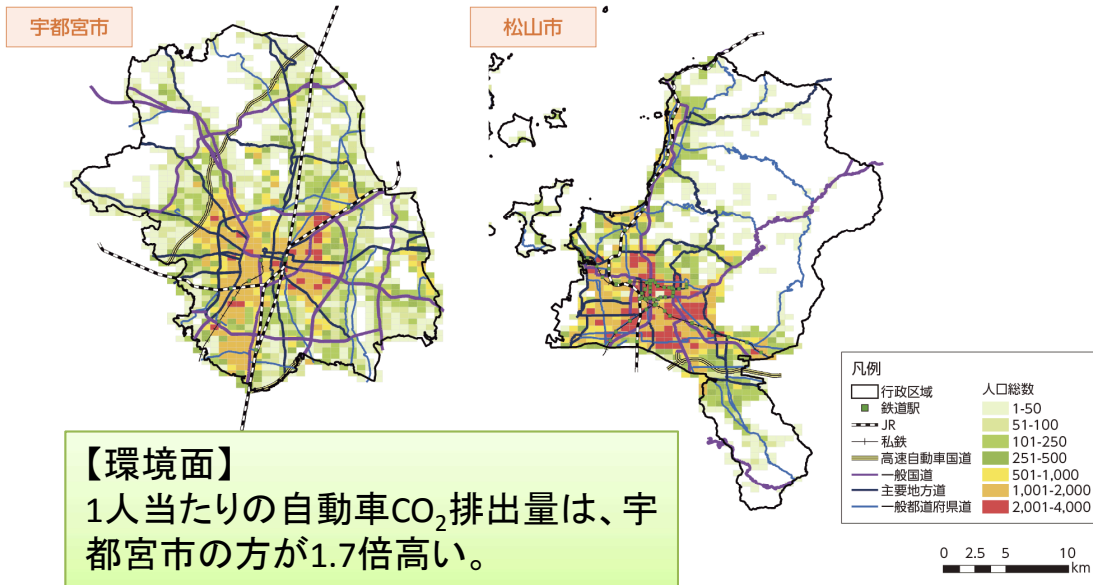 宇都宮市
松山市
【環境面】
1人当たりの自動車CO₂排出量は、宇
都宮市の方が1.7倍高い。
凡例
行政区域
鉄道駅
JR
私鉄
高速自動車国道
一般国道
主要地方道
一般都道府県道
人口総数
1-50
51-100
101-250
251-500
501-1,000
1,001-2,000
2,001-4,000
0 2.5 5 10
km